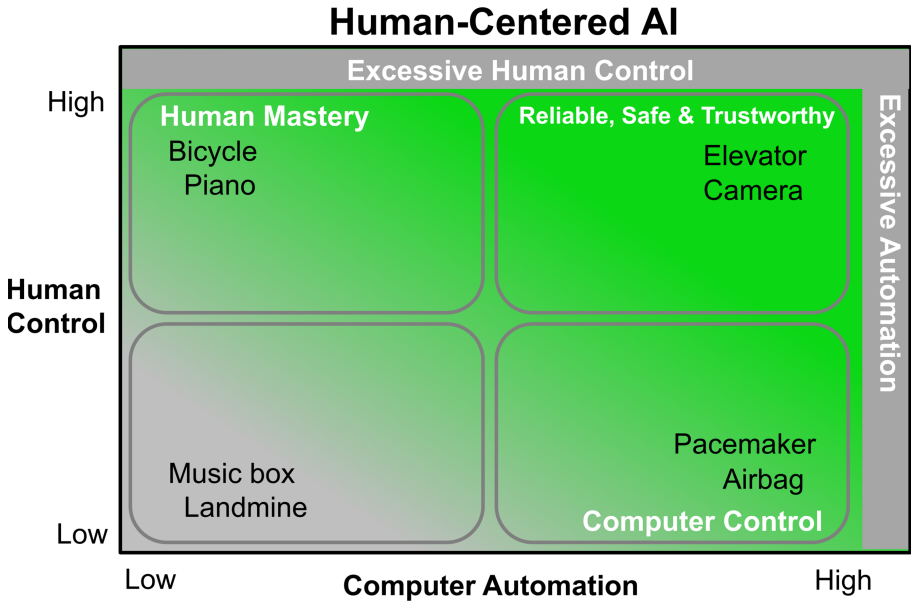 Human-Centered AI
Excessive Human Control
High
Human Mastery
Bicycle
Piano
Reliable, Safe & Trustworthy
Elevator
Camera
Excessive Automation
Human
Control
Music box
Landmine
Pacemaker
Airbag
Computer Control
Low
Low
Computer Automation
High